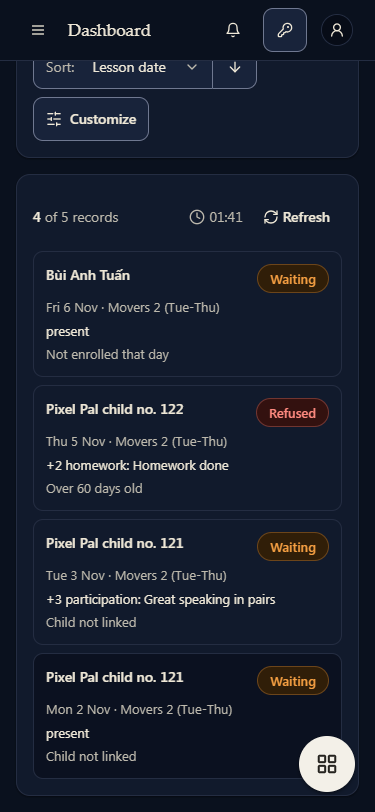 Dashboard
Sort: Lesson date
Customize
4 of 5 records 01:41 Refresh
Bùi Anh Tuấn Waiting
Fri 6 Nov · Movers 2 (Tue-Thu)
present
Not enrolled that day
Pixel Pal child no. 122 Refused
Thu 5 Nov · Movers 2 (Tue-Thu)
+2 homework: Homework done
Over 60 days old
Pixel Pal child no. 121 Waiting
Tue 3 Nov · Movers 2 (Tue-Thu)
+3 participation: Great speaking in pairs
Child not linked
Pixel Pal child no. 121 Waiting
Mon 2 Nov · Movers 2 (Tue-Thu)
present
Child not linked